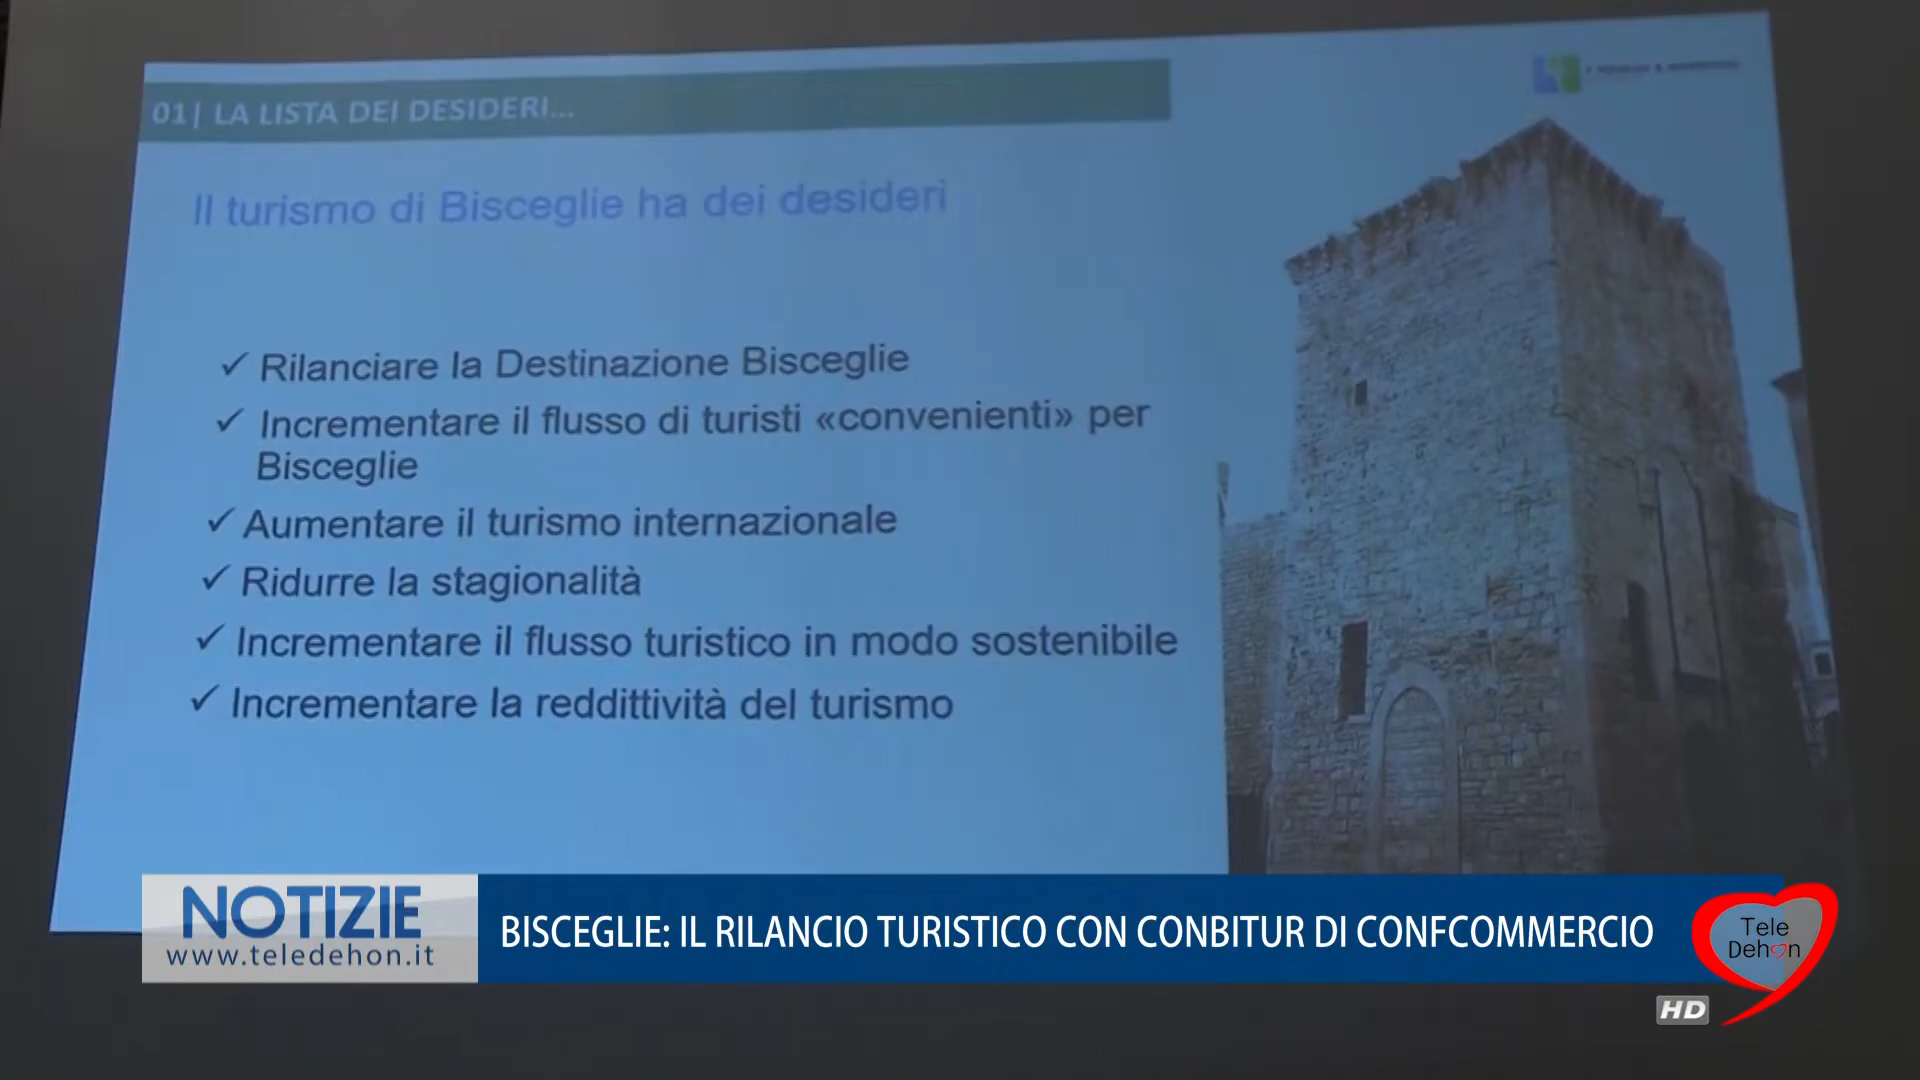 01| LA LISTA DEI DESIDERI...
Il turismo di Bisceglie ha dei desideri
✓ Rilanciare la Destinazione Bisceglie
✓ Incrementare il flusso di turisti «convenienti» per
Bisceglie
✓ Aumentare il turismo internazionale
✓ Ridurre la stagionalità
✓ Incrementare il flusso turistico in modo sostenibile
✓ Incrementare la reddittività del turismo
NOTIZIE
www.teledehon.it
BISCEGLIE: IL RILANCIO TURISTICO CON CONBITUR DI CONFCOMMERCIO
Tele
Dehon
HD